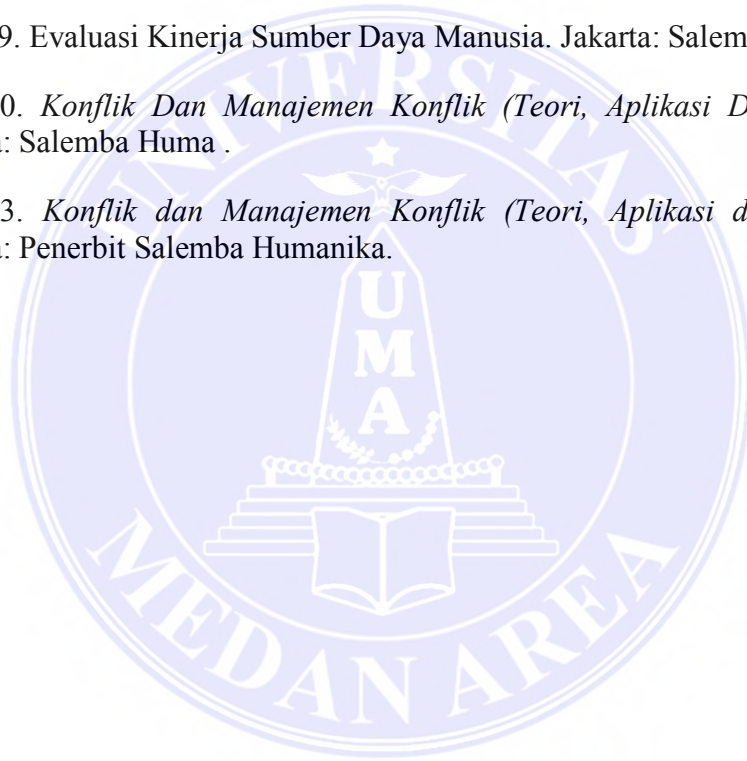 9. Evaluasi Kinerja Sumber Daya Manusia. Jakarta: Salem
0. Konflik Dan Manajemen Konflik (Teori, Aplikasi D
: Salemba Huma .
3. Konflik dan Manajemen Konflik (Teori, Aplikasi d
: Penerbit Salemba Humanika.
UNIVERSITAS
U
M
A
MEDAN AREA